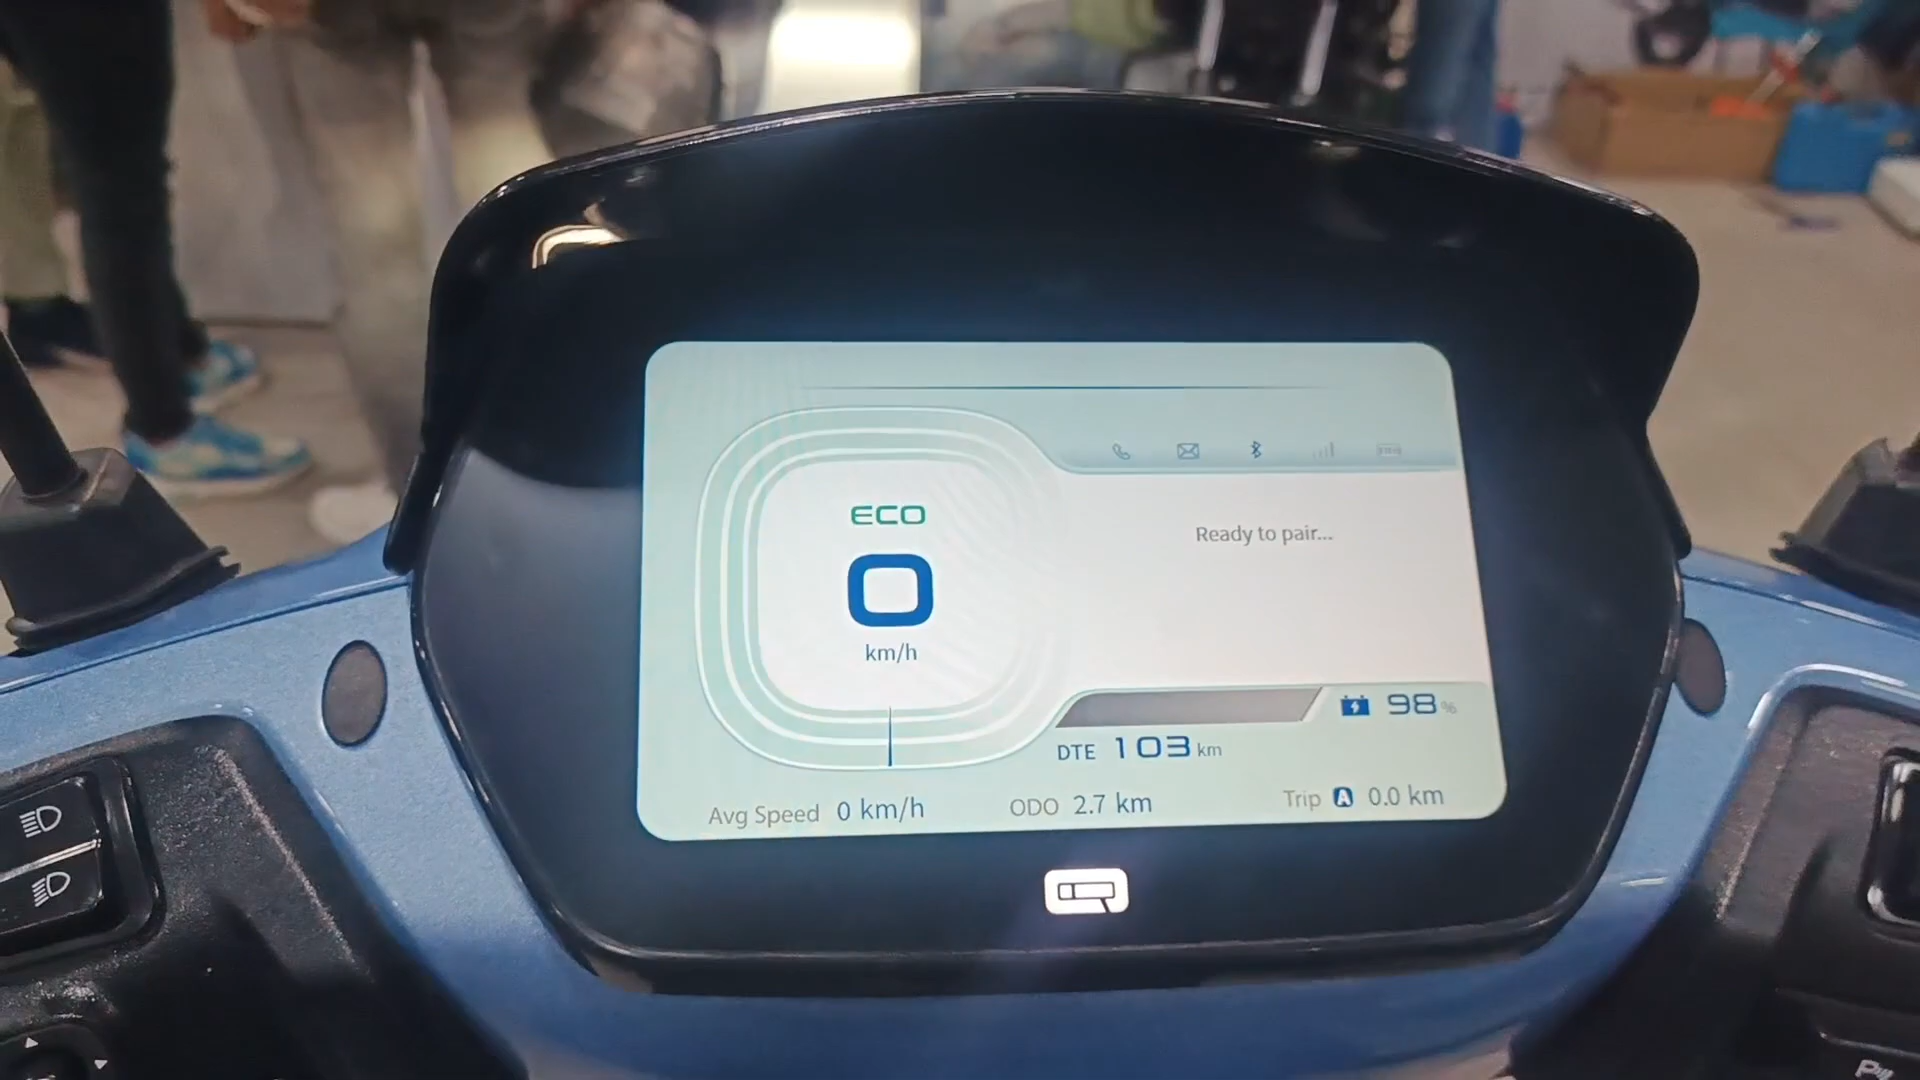 ECO
0
km/h
Ready to pair...
98 %
DTE 103 km
Avg Speed 0 km/h
ODO 2.7 km
Trip A 0.0 km
P